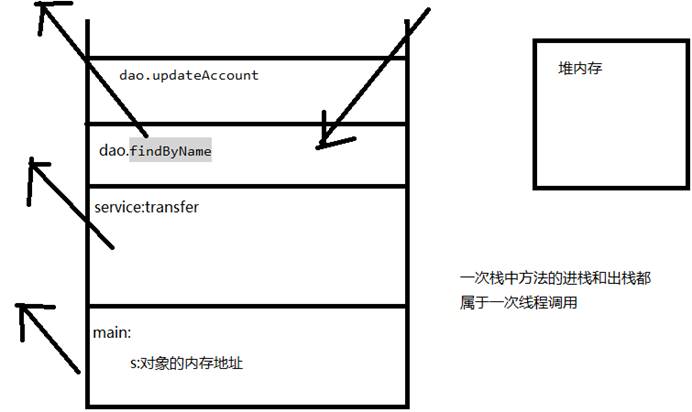 dao.updateAccount
堆内存
dao.findByName
service:transfer
一次栈中方法的进栈和出栈都
属于一次线程调用
main:
s:对象的内存地址